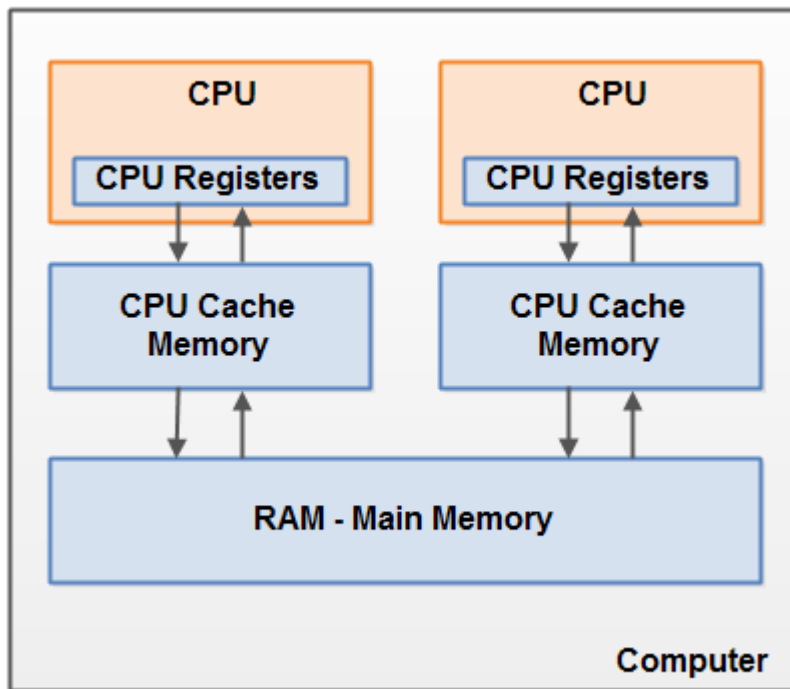 CPU
CPU
CPU Registers
CPU Registers
CPU Cache
Memory
CPU Cache
Memory
RAM - Main Memory
Computer